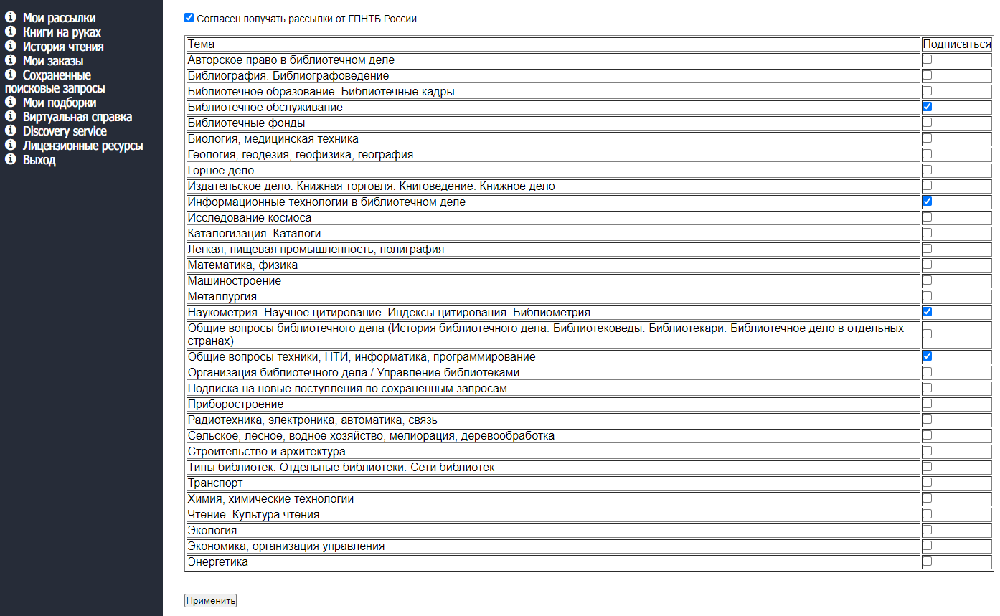 Мои рассылки
Книги на руках
История чтения
Мои заказы
Сохраненные
поисковые запросы
Мои подборки
Виртуальная справка
Discovery service
Лицензионные ресурсы
Выход
Согласен получать рассылки от ГПНТБ России
Тема Подписаться
Авторское право в библиотечном деле
Библиография. Библиографоведение
Библиотечное образование. Библиотечные кадры
Библиотечное обслуживание
Библиотечные фонды
Биология, медицинская техника
Геология, геодезия, геофизика, география
Горное дело
Издательское дело. Книжная торговля. Книговедение. Книжное дело
Информационные технологии в библиотечном деле
Исследование космоса
Каталогизация. Каталоги
Легкая, пищевая промышленность, полиграфия
Математика, физика
Машиностроение
Металлургия
Наукометрия. Научное цитирование. Индексы цитирования. Библиометрия
Общие вопросы библиотечного дела (История библиотечного дела. Библиотековеды. Библиотекари. Библиотечное дело в отдельных
странах)
Общие вопросы техники, НТИ, информатика, программирование
Организация библиотечного дела / Управление библиотеками
Подписка на новые поступления по сохраненным запросам
Приборостроение
Радиотехника, электроника, автоматика, связь
Сельское, лесное, водное хозяйство, мелиорация, деревообработка
Строительство и архитектура
Типы библиотек. Отдельные библиотеки. Сети библиотек
Транспорт
Химия, химические технологии
Чтение. Культура чтения
Экология
Экономика, организация управления
Энергетика
Применить